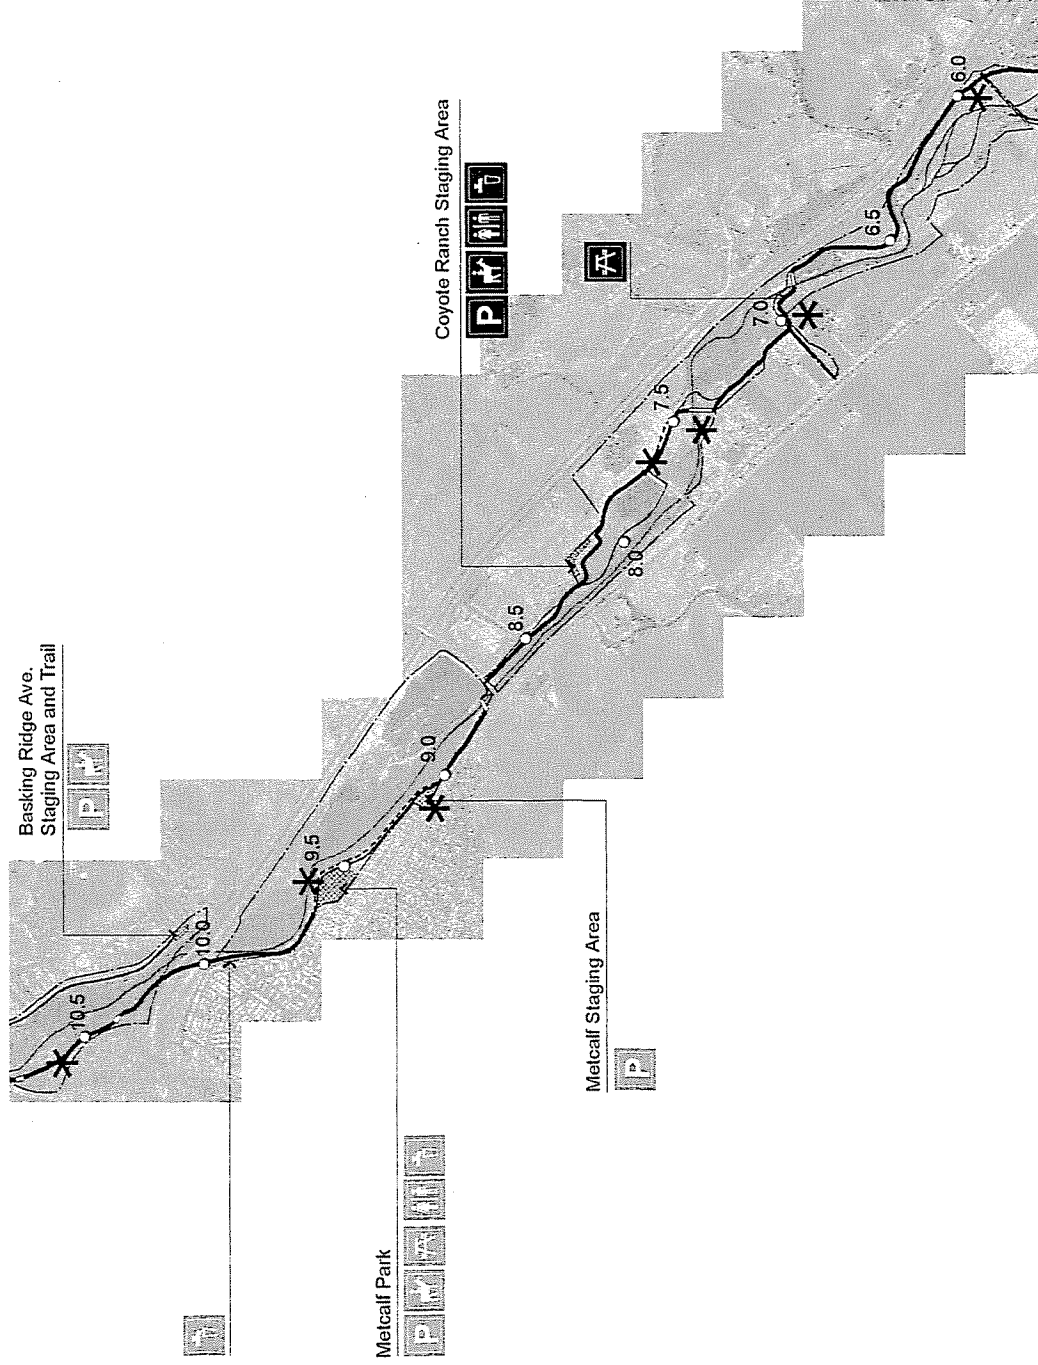 Basking Ridge Ave.
Staging Area and Trail
P
Coyote Ranch Staging Area
P
Metcalf Park
P
Metcalf Staging Area
P
10.5
10.0
9.5
9.0
8.5
8.0
7.5
7.0
6.5
6.0